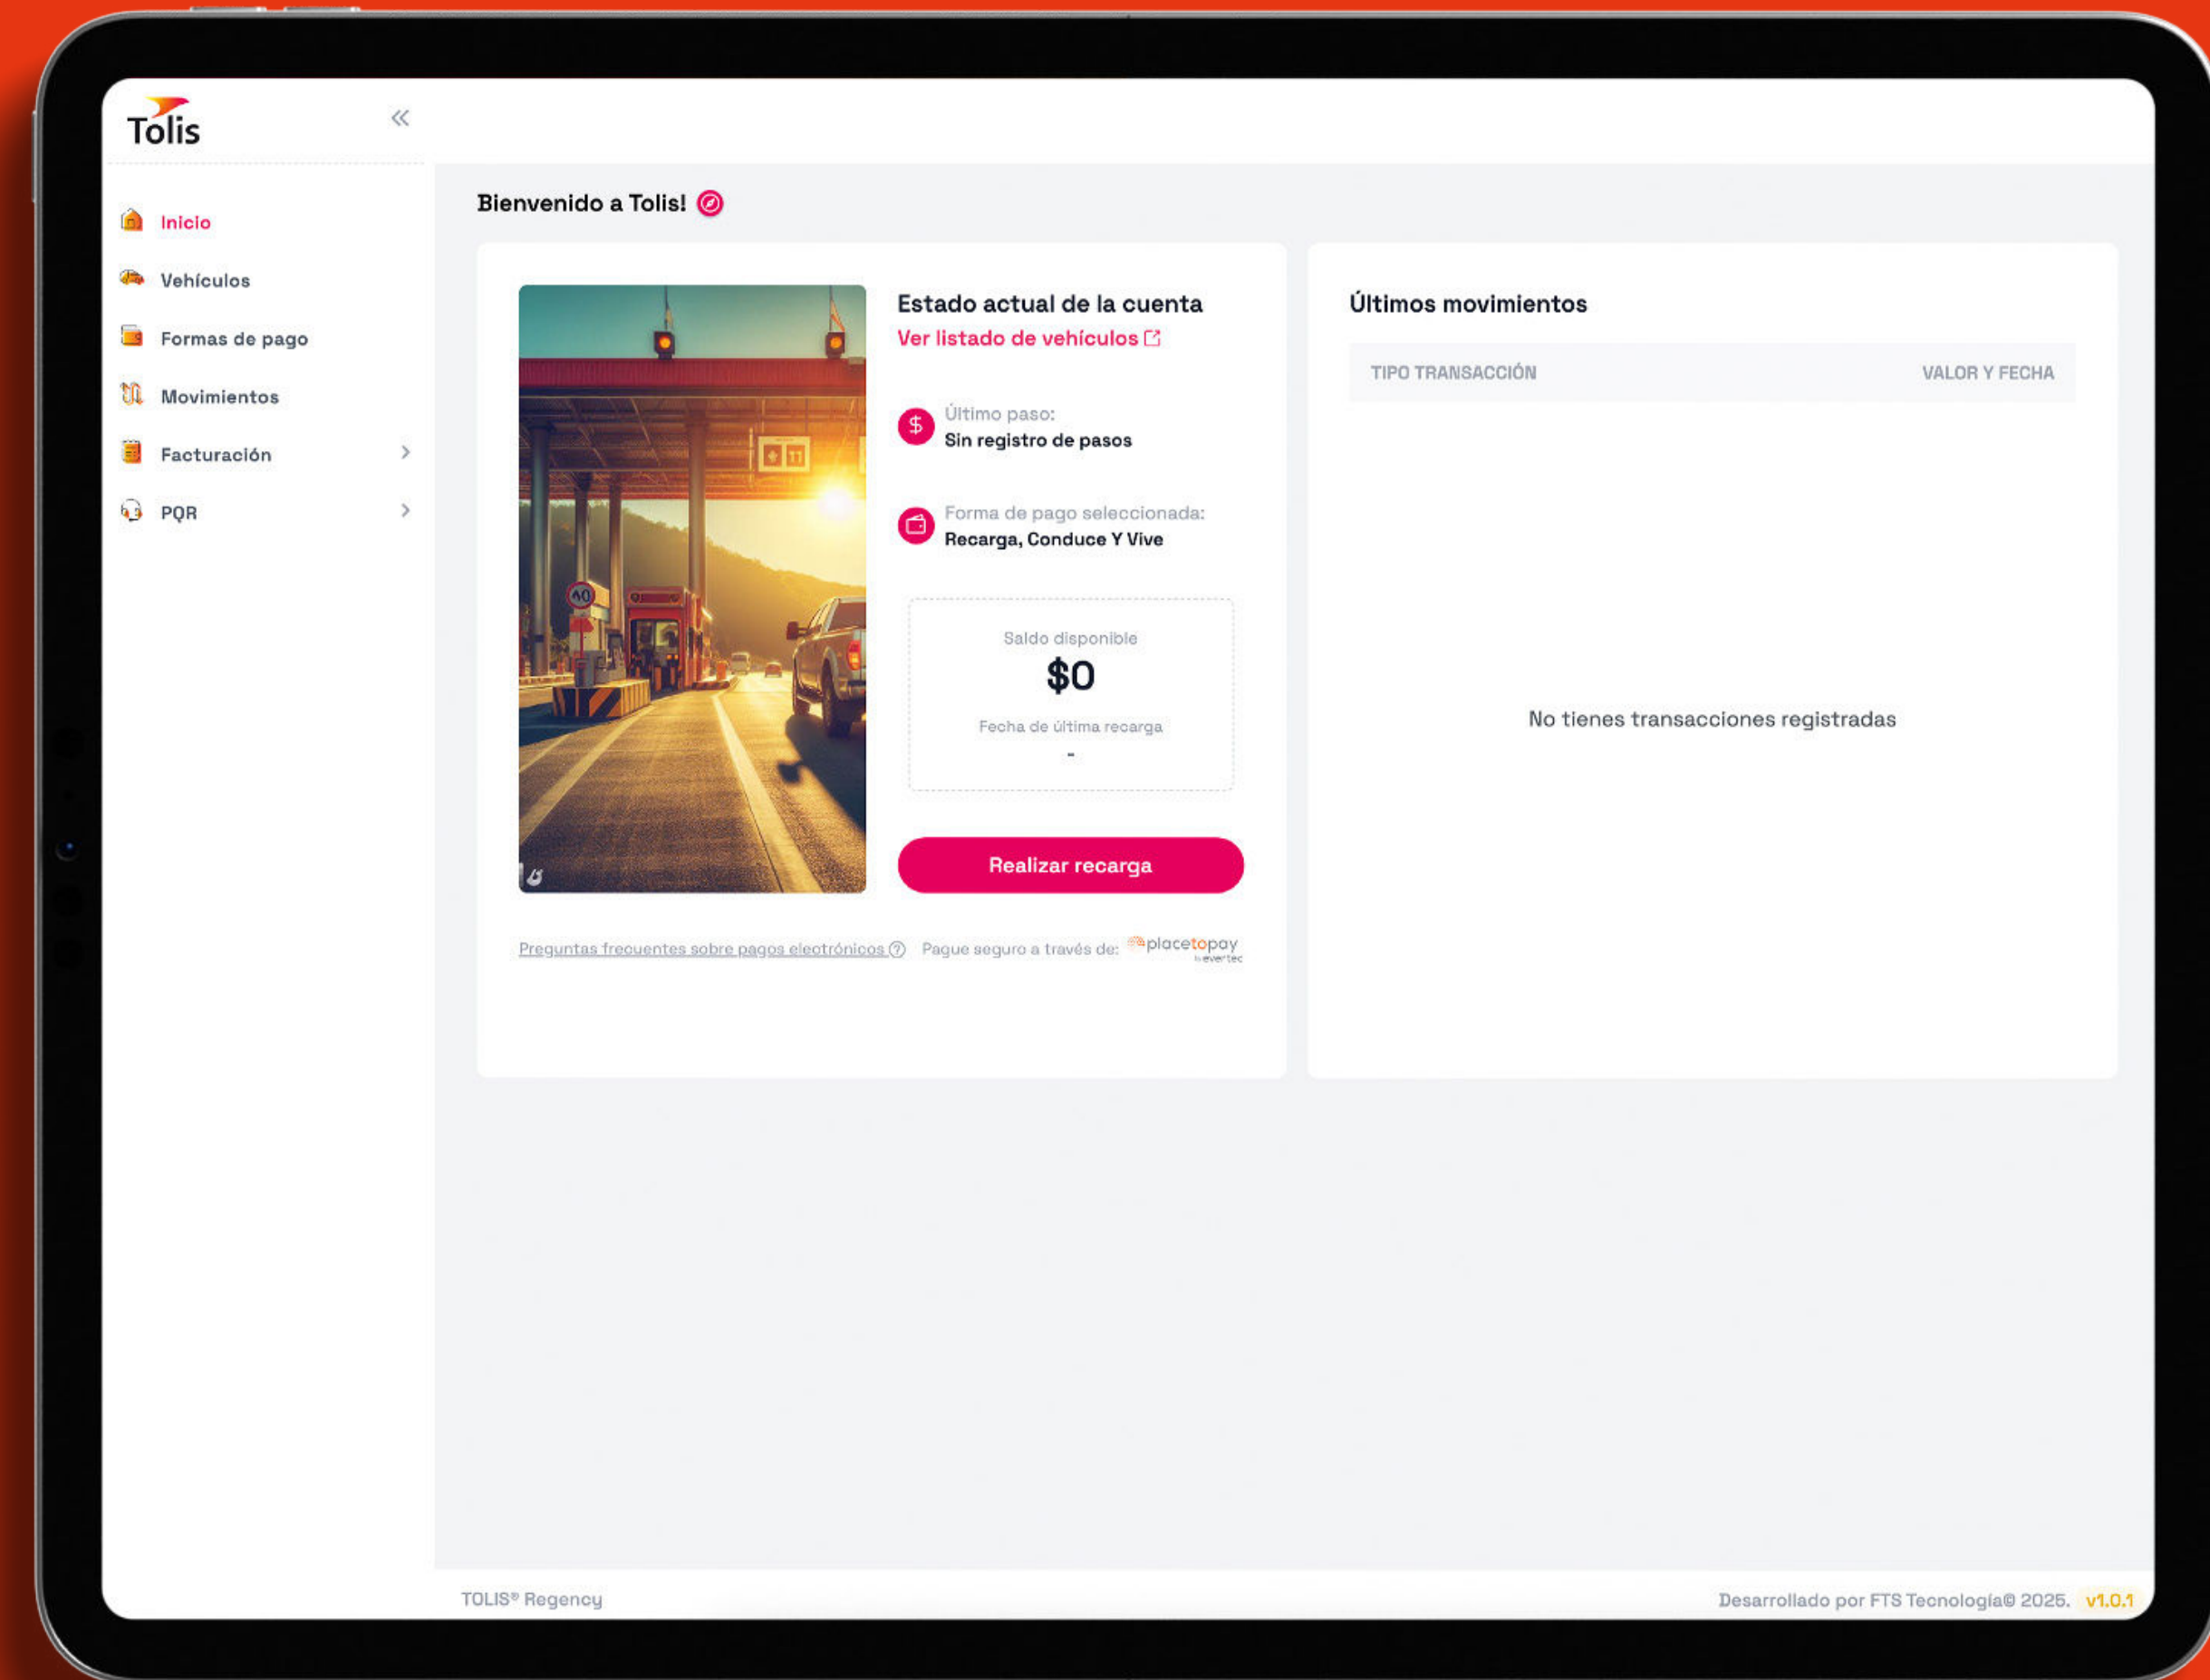 Tolis
Inicio
Vehículos
Formas de pago
Movimientos
Facturación
PQR
Bienvenido a Tolis!
Estado actual de la cuenta
Ver listado de vehículos
Último paso:
Sin registro de pasos
Forma de pago seleccionada:
Recarga, Conduce Y Vive
Saldo disponible
$0
Fecha de última recarga
-
Realizar recarga
Preguntas frecuentes sobre pagos electrónicos
Pague seguro a través de: placetopay
by evertec
Últimos movimientos
TIPO TRANSACCIÓN VALOR Y FECHA
No tienes transacciones registradas
TOLIS® Regency
Desarrollado por FTS Tecnología© 2025. v1.0.1